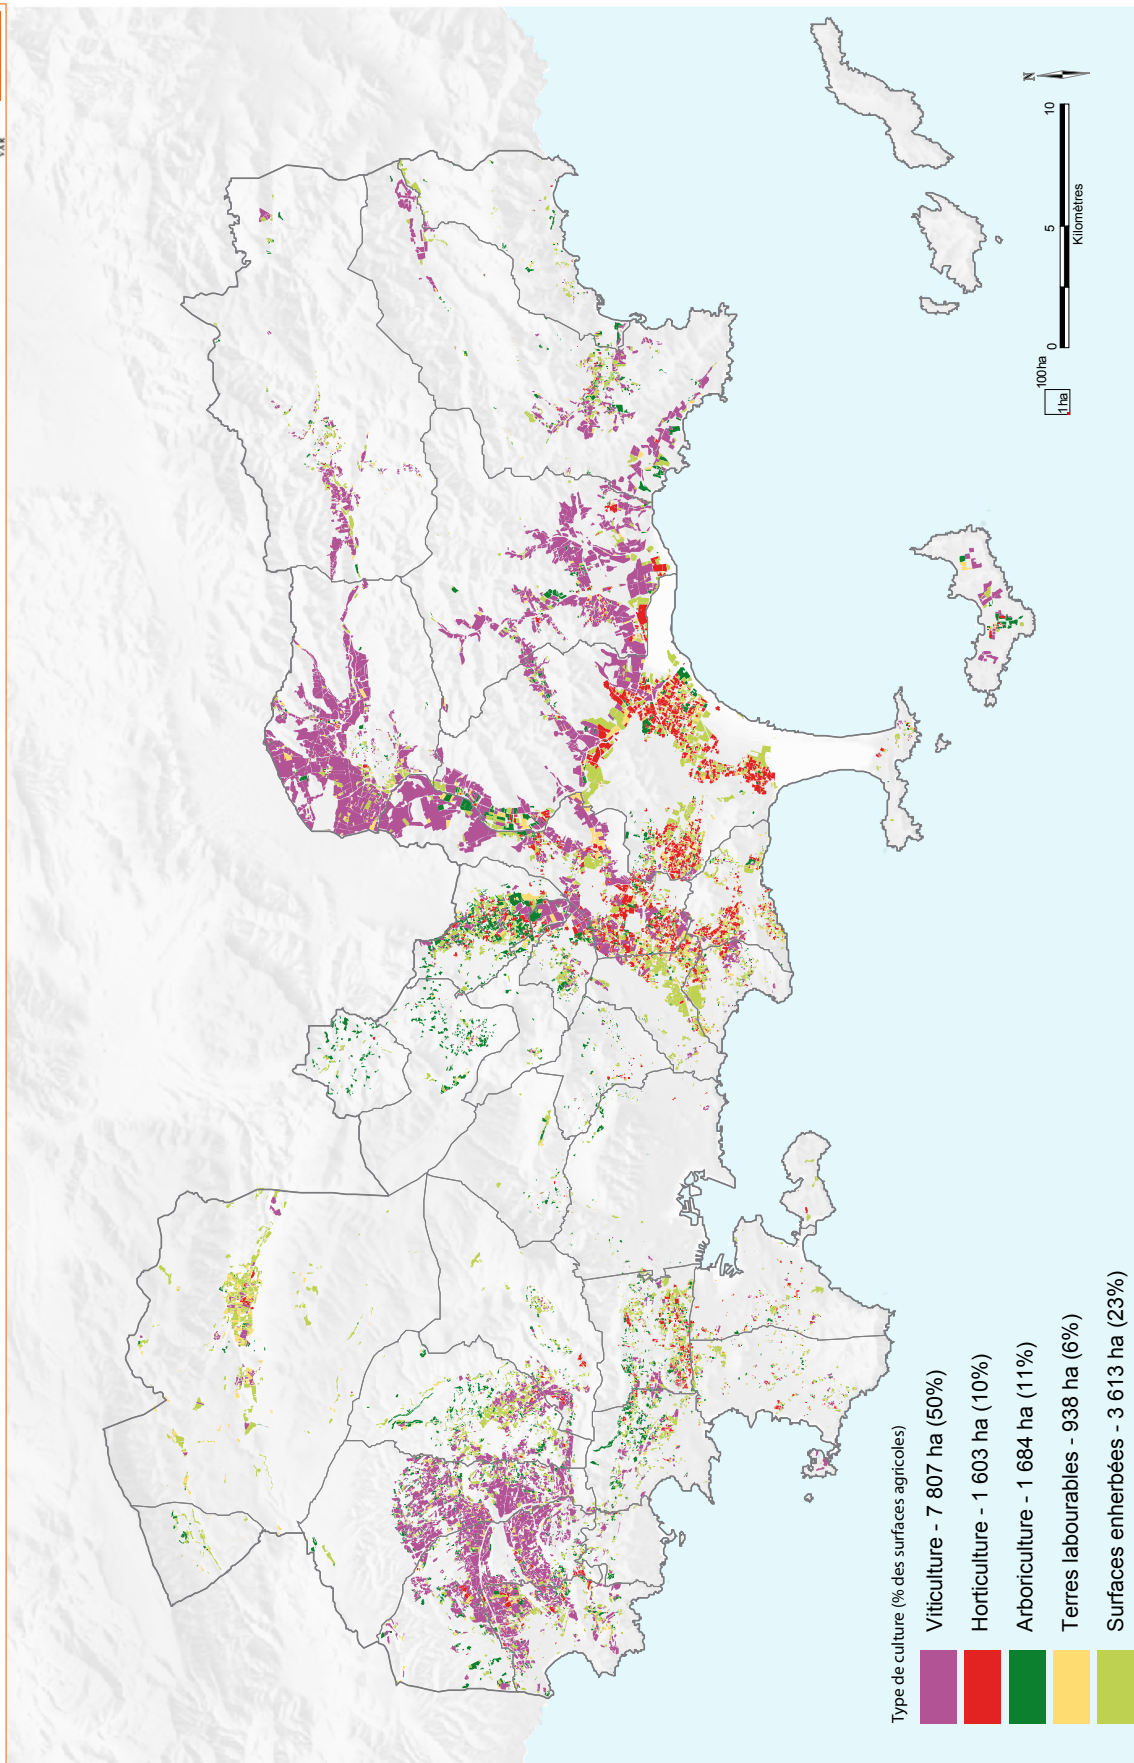 VAR
N
0
5
10
Kilomètres
100ha
1ha
Type de culture (% des surfaces agricoles)
Viticulture - 7 807 ha (50%)
Horticulture - 1 603 ha (10%)
Arboriculture - 1 684 ha (11%)
Terres labourables - 938 ha (6%)
Surfaces enherbées - 3 613 ha (23%)